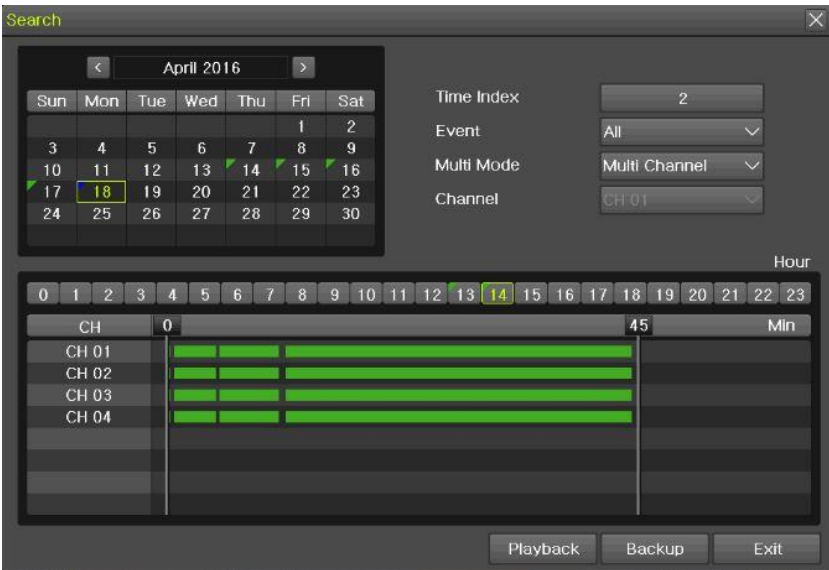 Search
< April 2016 >
Sun Mon Tue Wed Thu Fri Sat
1 2
3 4 5 6 7 8 9
10 11 12 13 14 15 16
17 18 19 20 21 22 23
24 25 26 27 28 29 30
Time Index 2
Event All
Multi Mode Multi Channel
Channel CH 01
Hour
0 1 2 3 4 5 6 7 8 9 10 11 12 13 14 15 16 17 18 19 20 21 22 23
CH 0 45 Min
CH 01
CH 02
CH 03
CH 04
Playback Backup Exit